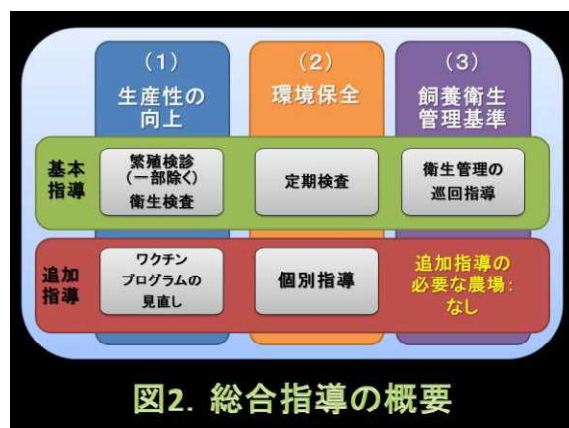 (1)
生産性の
向上
(2)
環境保全
(3)
飼養衛生
管理基準
基本
指導
繁殖検診
(一部除く)
衛生検査
定期検査
衛生管理の
巡回指導
追加
指導
ワクチン
プログラムの
見直し
個別指導
追加指導の
必要な農場:
なし
図2. 総合指導の概要